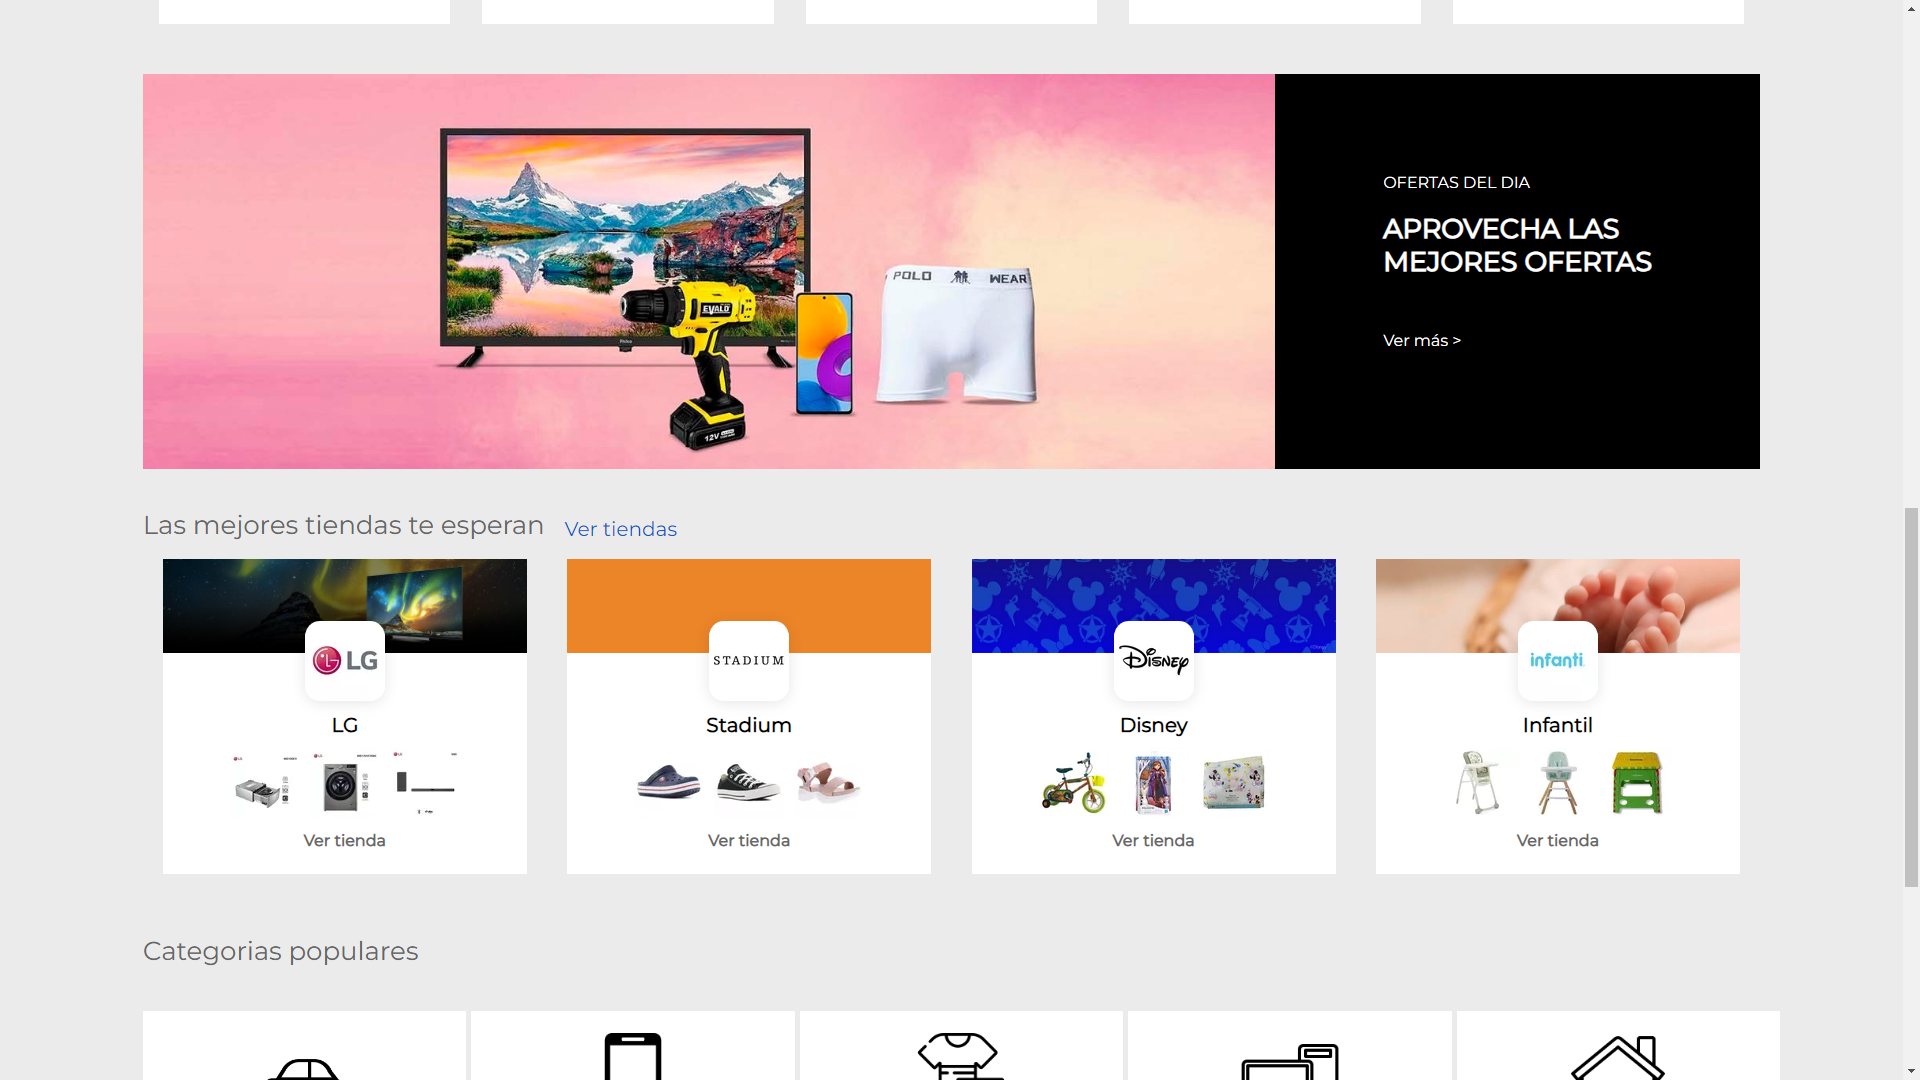 POLO WEAR
EVALD
12V
OFERTAS DEL DIA
APROVECHA LAS
MEJORES OFERTAS
Ver más >
Las mejores tiendas te esperan Ver tiendas
LG
STADIUM
Disney
infanti
LG
Stadium
Disney
Infantil
Ver tienda
Ver tienda
Ver tienda
Ver tienda
Categorias populares